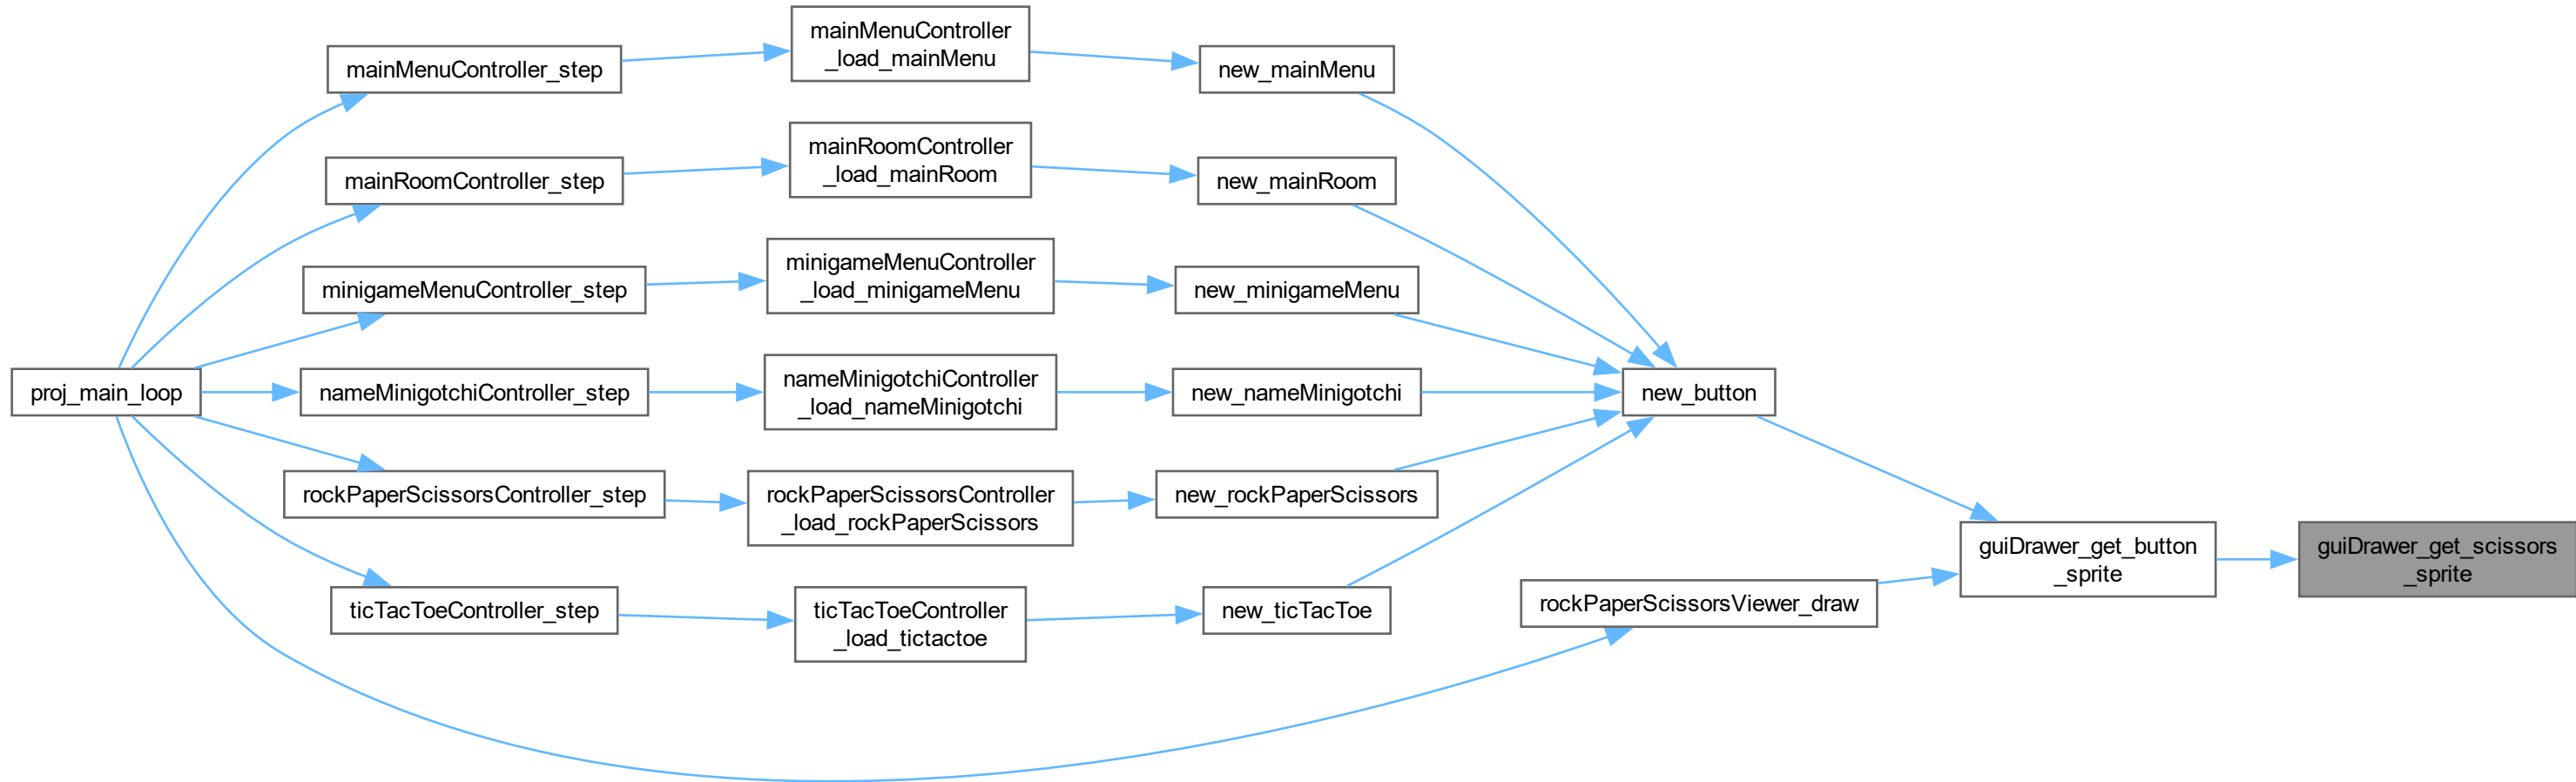 proj_main_loop
mainMenuController_step
mainMenuController
_load_mainMenu
new_mainMenu
mainRoomController_step
mainRoomController
_load_mainRoom
new_mainRoom
minigameMenuController_step
minigameMenuController
_load_minigameMenu
new_minigameMenu
nameMinigotchiController_step
nameMinigotchiController
_load_nameMinigotchi
new_nameMinigotchi
rockPaperScissorsController_step
rockPaperScissorsController
_load_rockPaperScissors
new_rockPaperScissors
ticTacToeController_step
ticTacToeController
_load_tictactoe
new_ticTacToe
new_button
rockPaperScissorsViewer_draw
guiDrawer_get_button
_sprite
guiDrawer_get_scissors
_sprite